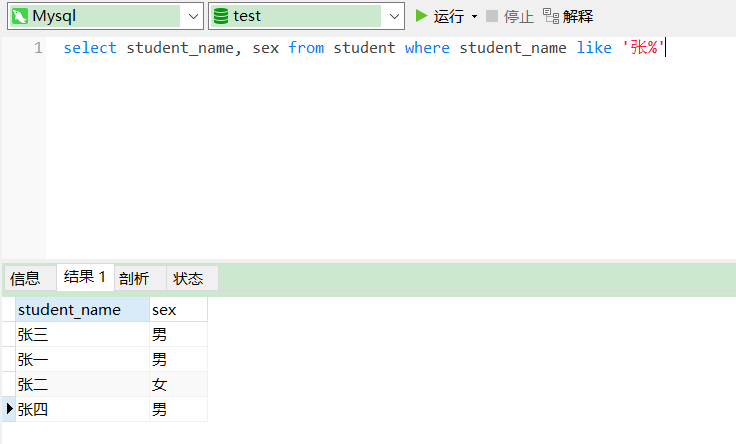 Mysql test 运行 停止 解释
1 select student_name, sex from student where student_name like '张%'
信息 结果 1 剖析 状态
student_name sex
张三 男
张一 男
张二 女
张四 男